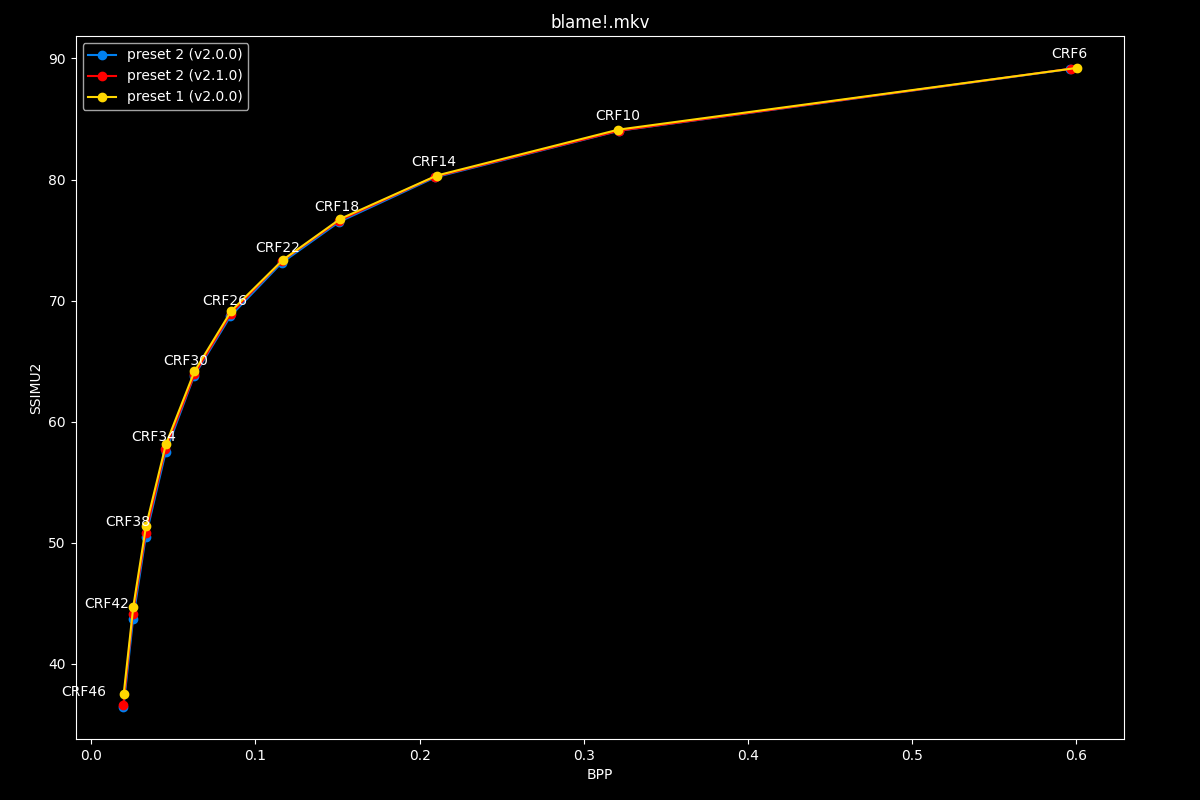 blame!.mkv
preset 2 (v2.0.0)
preset 2 (v2.1.0)
preset 1 (v2.0.0)
CRF6
CRF10
CRF14
CRF18
CRF22
CRF26
CRF30
CRF34
CRF38
CRF42
CRF46
90
80
70
60
50
40
SSIMU2
0.0
0.1
0.2
0.3
0.4
0.5
0.6
BPP